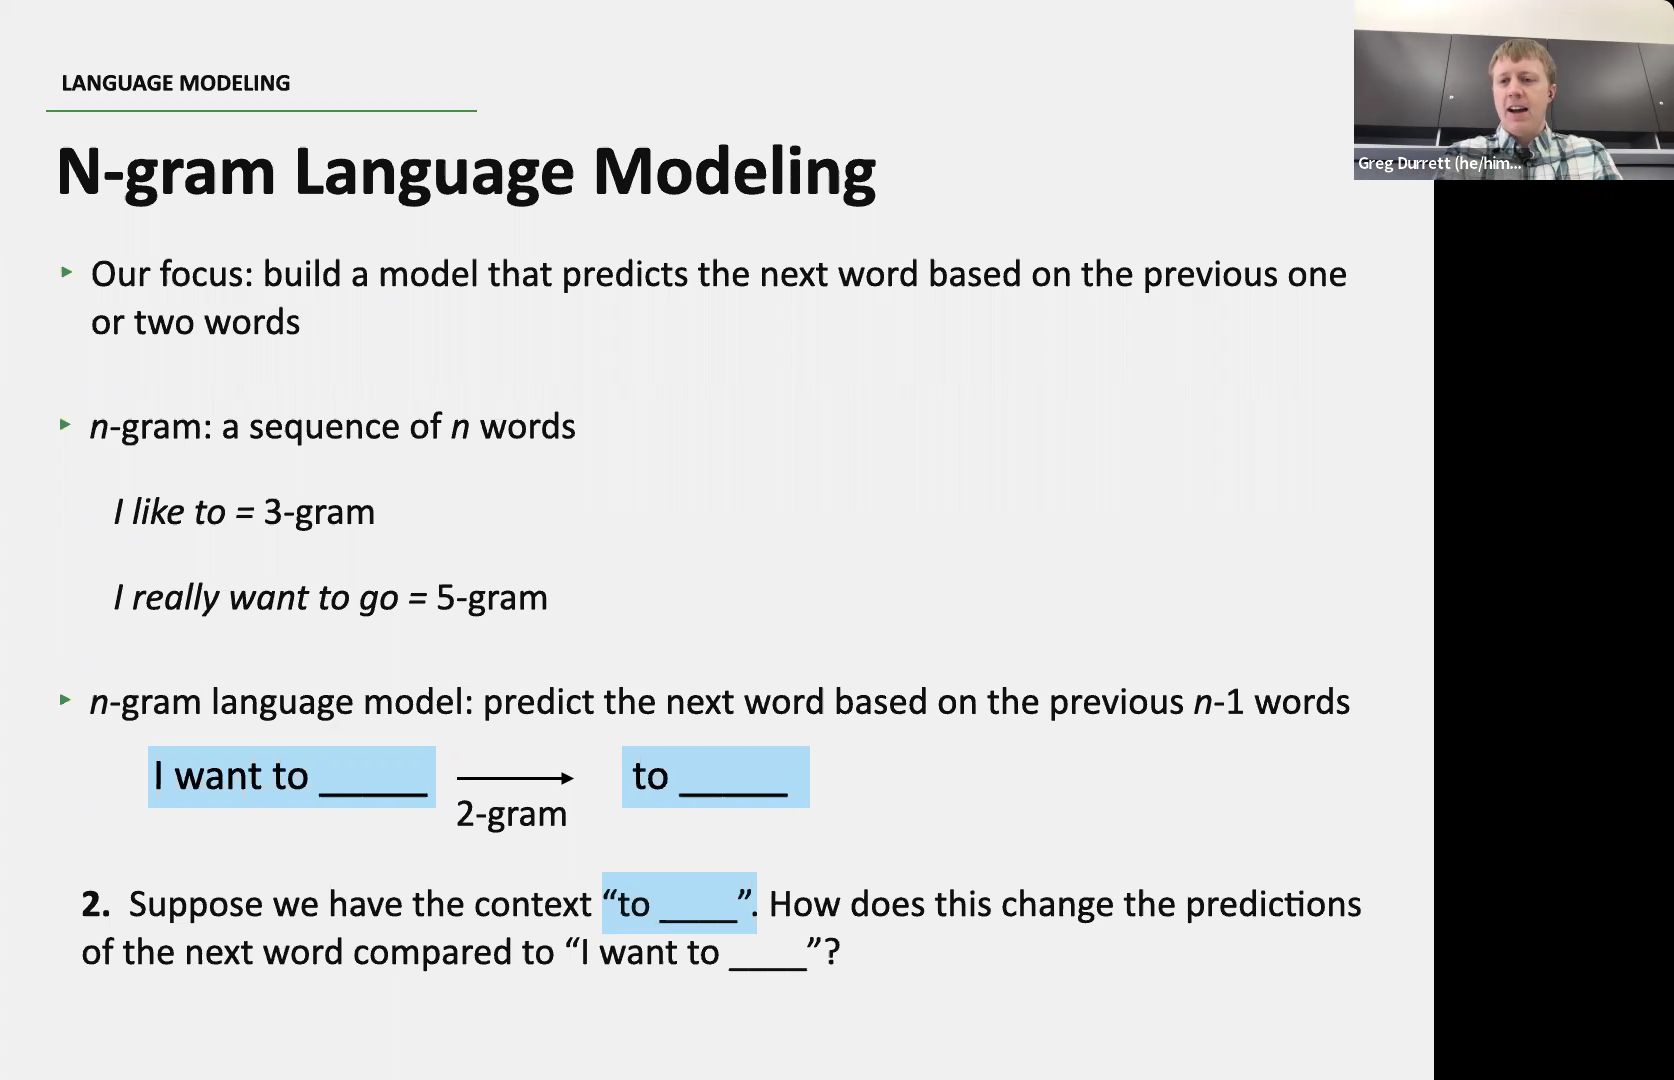 LANGUAGE MODELING
N-gram Language Modeling
Greg Durrett (he/him...
Our focus: build a model that predicts the next word based on the previous one
or two words
n-gram: a sequence of n words
I like to = 3-gram
I really want to go = 5-gram
n-gram language model: predict the next word based on the previous n-1 words
I want to _____ 
to _____
2-gram
2. Suppose we have the context “to ____”. How does this change the predictions
of the next word compared to “I want to ____”?